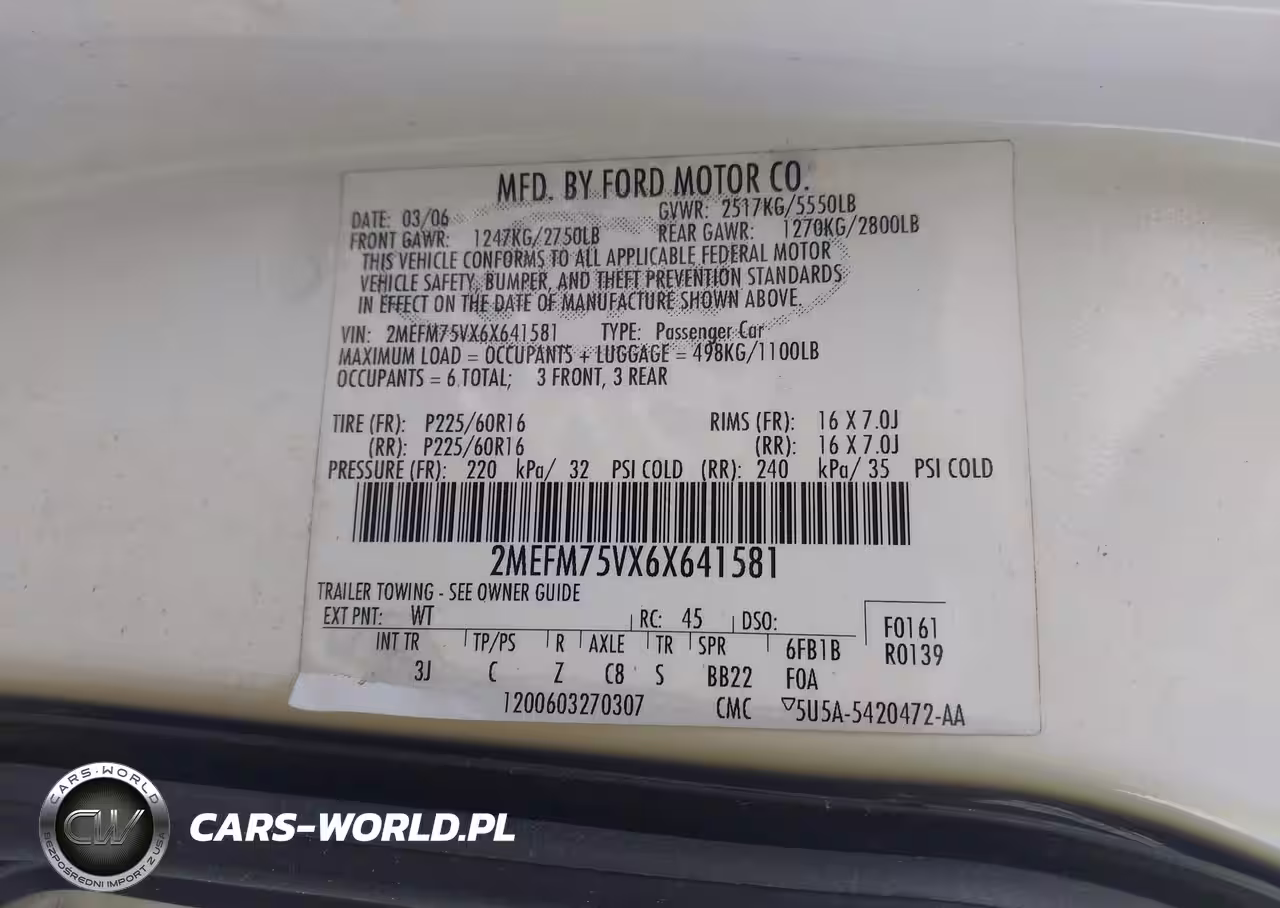 MFD. BY FORD MOTOR CO.
DATE: 03/06 GVWR: 2517KG/5550LB
FRONT GAWR: 1247KG/2750LB REAR GAWR: 1270KG/2800LB
THIS VEHICLE CONFORMS TO ALL APPLICABLE FEDERAL MOTOR
VEHICLE SAFETY, BUMPER, AND THEFT PREVENTION STANDARDS
IN EFFECT ON THE DATE OF MANUFACTURE SHOWN ABOVE.
VIN: 2MEFM75VX6X641581 TYPE: Passenger Car
MAXIMUM LOAD = OCCUPANTS + LUGGAGE = 498KG/1100LB
OCCUPANTS = 6 TOTAL; 3 FRONT, 3 REAR
TIRE (FR): P225/60R16 RIMS (FR): 16 X 7.0J
(RR): P225/60R16 (RR): 16 X 7.0J
PRESSURE (FR): 220 kPa/ 32 PSI COLD (RR): 240 kPa/ 35 PSI COLD
2MEFM75VX6X641581
TRAILER TOWING - SEE OWNER GUIDE
EXT PNT: WT RC: 45 DSO: F0161
INT TR TP/PS R AXLE TR SPR 6FB1B R0139
3J C Z C8 S BB22 F0A
1200603270307 CMC ▽5U5A-5420472-AA
CARS-WORLD
CW
BEZPOŚREDNI IMPORT Z USA
CARS-WORLD.PL